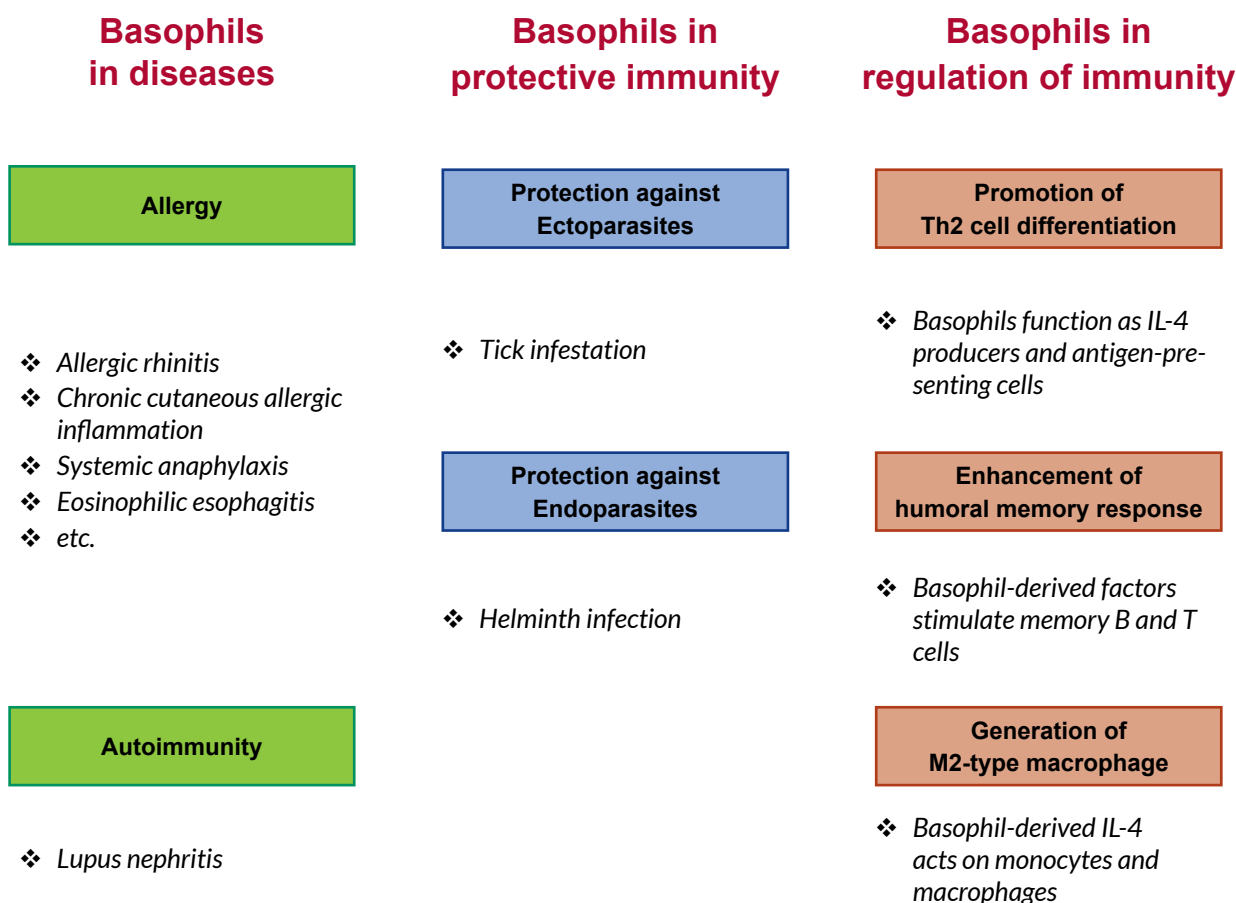 Basophils
in diseases
Allergy
❖ Allergic rhinitis
❖ Chronic cutaneous allergic
inflammation
❖ Systemic anaphylaxis
❖ Eosinophilic esophagitis
❖ etc.
Autoimmunity
❖ Lupus nephritis
Basophils in
protective immunity
Protection against
Ectoparasites
❖ Tick infestation
Protection against
Endoparasites
❖ Helminth infection
Basophils in
regulation of immunity
Promotion of
Th2 cell differentiation
❖ Basophils function as IL-4
producers and antigen-pre-
senting cells
Enhancement of
humoral memory response
❖ Basophil-derived factors
stimulate memory B and T
cells
Generation of
M2-type macrophage
❖ Basophil-derived IL-4
acts on monocytes and
macrophages